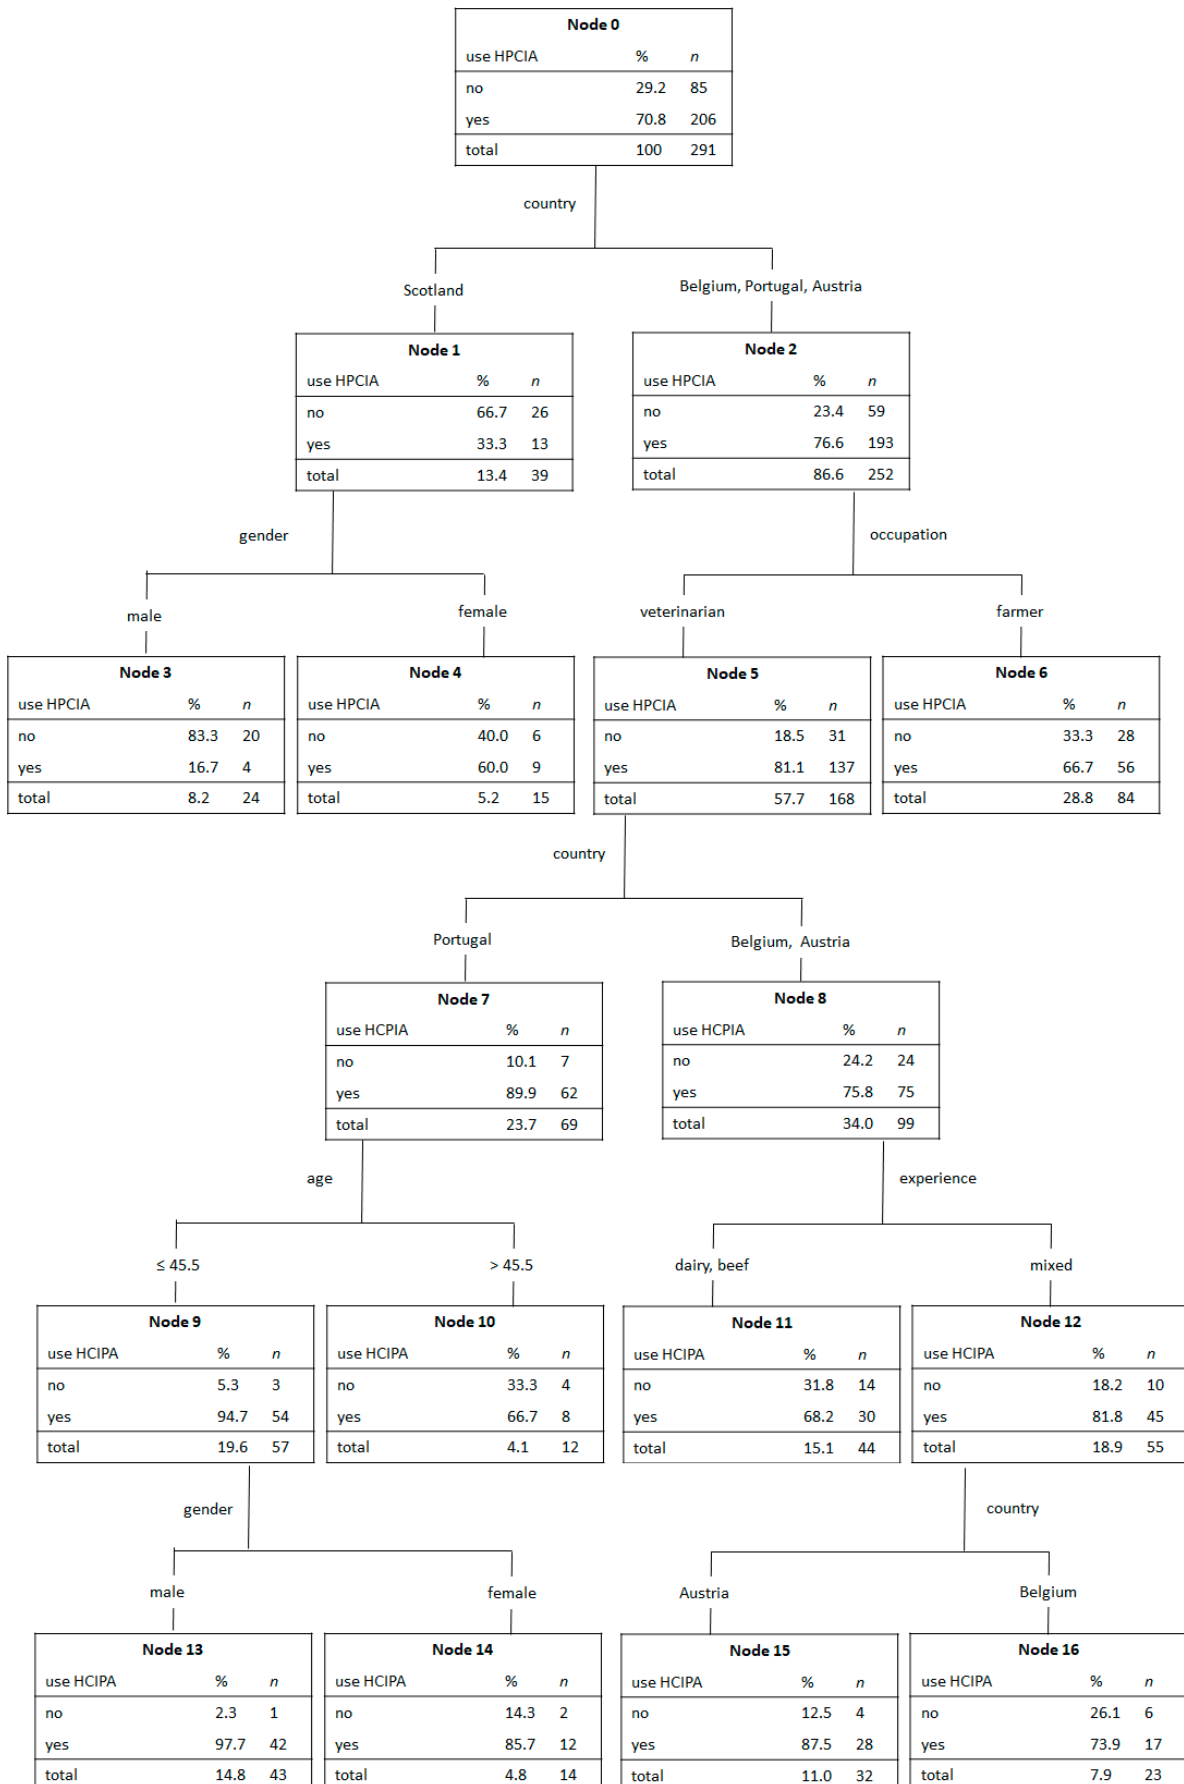 Node 0
use HPCIA % n
no 29.2 85
yes 70.8 206
total 100 291
country
Scotland
Belgium, Portugal, Austria
Node 1
use HPCIA % n
no 66.7 26
yes 33.3 13
total 13.4 39
Node 2
use HPCIA % n
no 23.4 59
yes 76.6 193
total 86.6 252
gender
occupation
male
female
veterinarian
farmer
Node 3
use HPCIA % n
no 83.3 20
yes 16.7 4
total 8.2 24
Node 4
use HPCIA % n
no 40.0 6
yes 60.0 9
total 5.2 15
Node 5
use HPCIA % n
no 18.5 31
yes 81.1 137
total 57.7 168
Node 6
use HPCIA % n
no 33.3 28
yes 66.7 56
total 28.8 84
country
Portugal
Belgium, Austria
Node 7
use HCPIA % n
no 10.1 7
yes 89.9 62
total 23.7 69
Node 8
use HCPIA % n
no 24.2 24
yes 75.8 75
total 34.0 99
age
experience
≤ 45.5
> 45.5
dairy, beef
mixed
Node 9
use HCIPA % n
no 5.3 3
yes 94.7 54
total 19.6 57
Node 10
use HCIPA % n
no 33.3 4
yes 66.7 8
total 4.1 12
Node 11
use HCIPA % n
no 31.8 14
yes 68.2 30
total 15.1 44
Node 12
use HCIPA % n
no 18.2 10
yes 81.8 45
total 18.9 55
gender
country
male
female
Austria
Belgium
Node 13
use HCIPA % n
no 2.3 1
yes 97.7 42
total 14.8 43
Node 14
use HCIPA % n
no 14.3 2
yes 85.7 12
total 4.8 14
Node 15
use HCIPA % n
no 12.5 4
yes 87.5 28
total 11.0 32
Node 16
use HCIPA % n
no 26.1 6
yes 73.9 17
total 7.9 23